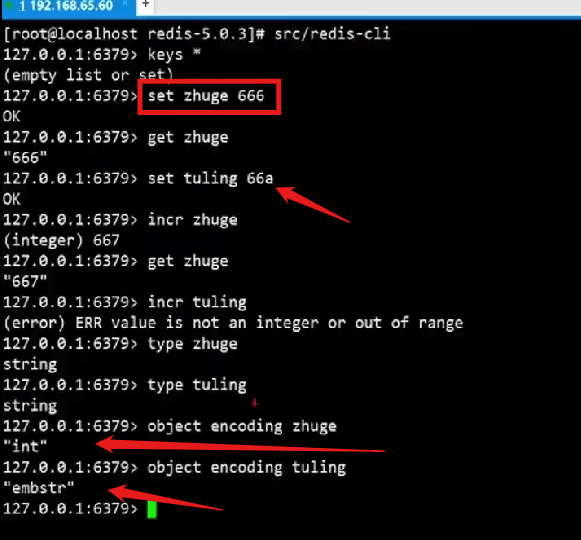 1 192.168.65.60 × +
[root@localhost redis-5.0.3]# src/redis-cli
127.0.0.1:6379> keys *
(empty list or set)
127.0.0.1:6379> set zhuge 666
OK
127.0.0.1:6379> get zhuge
"666"
127.0.0.1:6379> set tuling 66a
OK
127.0.0.1:6379> incr zhuge
(integer) 667
127.0.0.1:6379> get zhuge
"667"
127.0.0.1:6379> incr tuling
(error) ERR value is not an integer or out of range
127.0.0.1:6379> type zhuge
string
127.0.0.1:6379> type tuling
string
127.0.0.1:6379> object encoding zhuge
"int"
127.0.0.1:6379> object encoding tuling
"embstr"
127.0.0.1:6379>